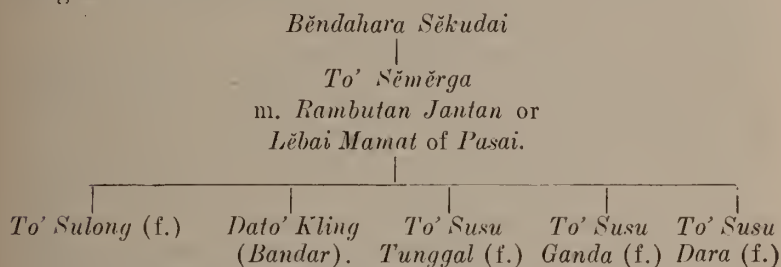 Bĕndahara Sĕkudai
To' Sĕmĕrga
m. Rambutan Jantan or
Lĕbai Mamat of Pasai.
To' Sulong (f.) Dato' Kling To' Susu To' Susu To' Susu
(Bandar). Tunggal (f.) Ganda (f.) Dara (f.)